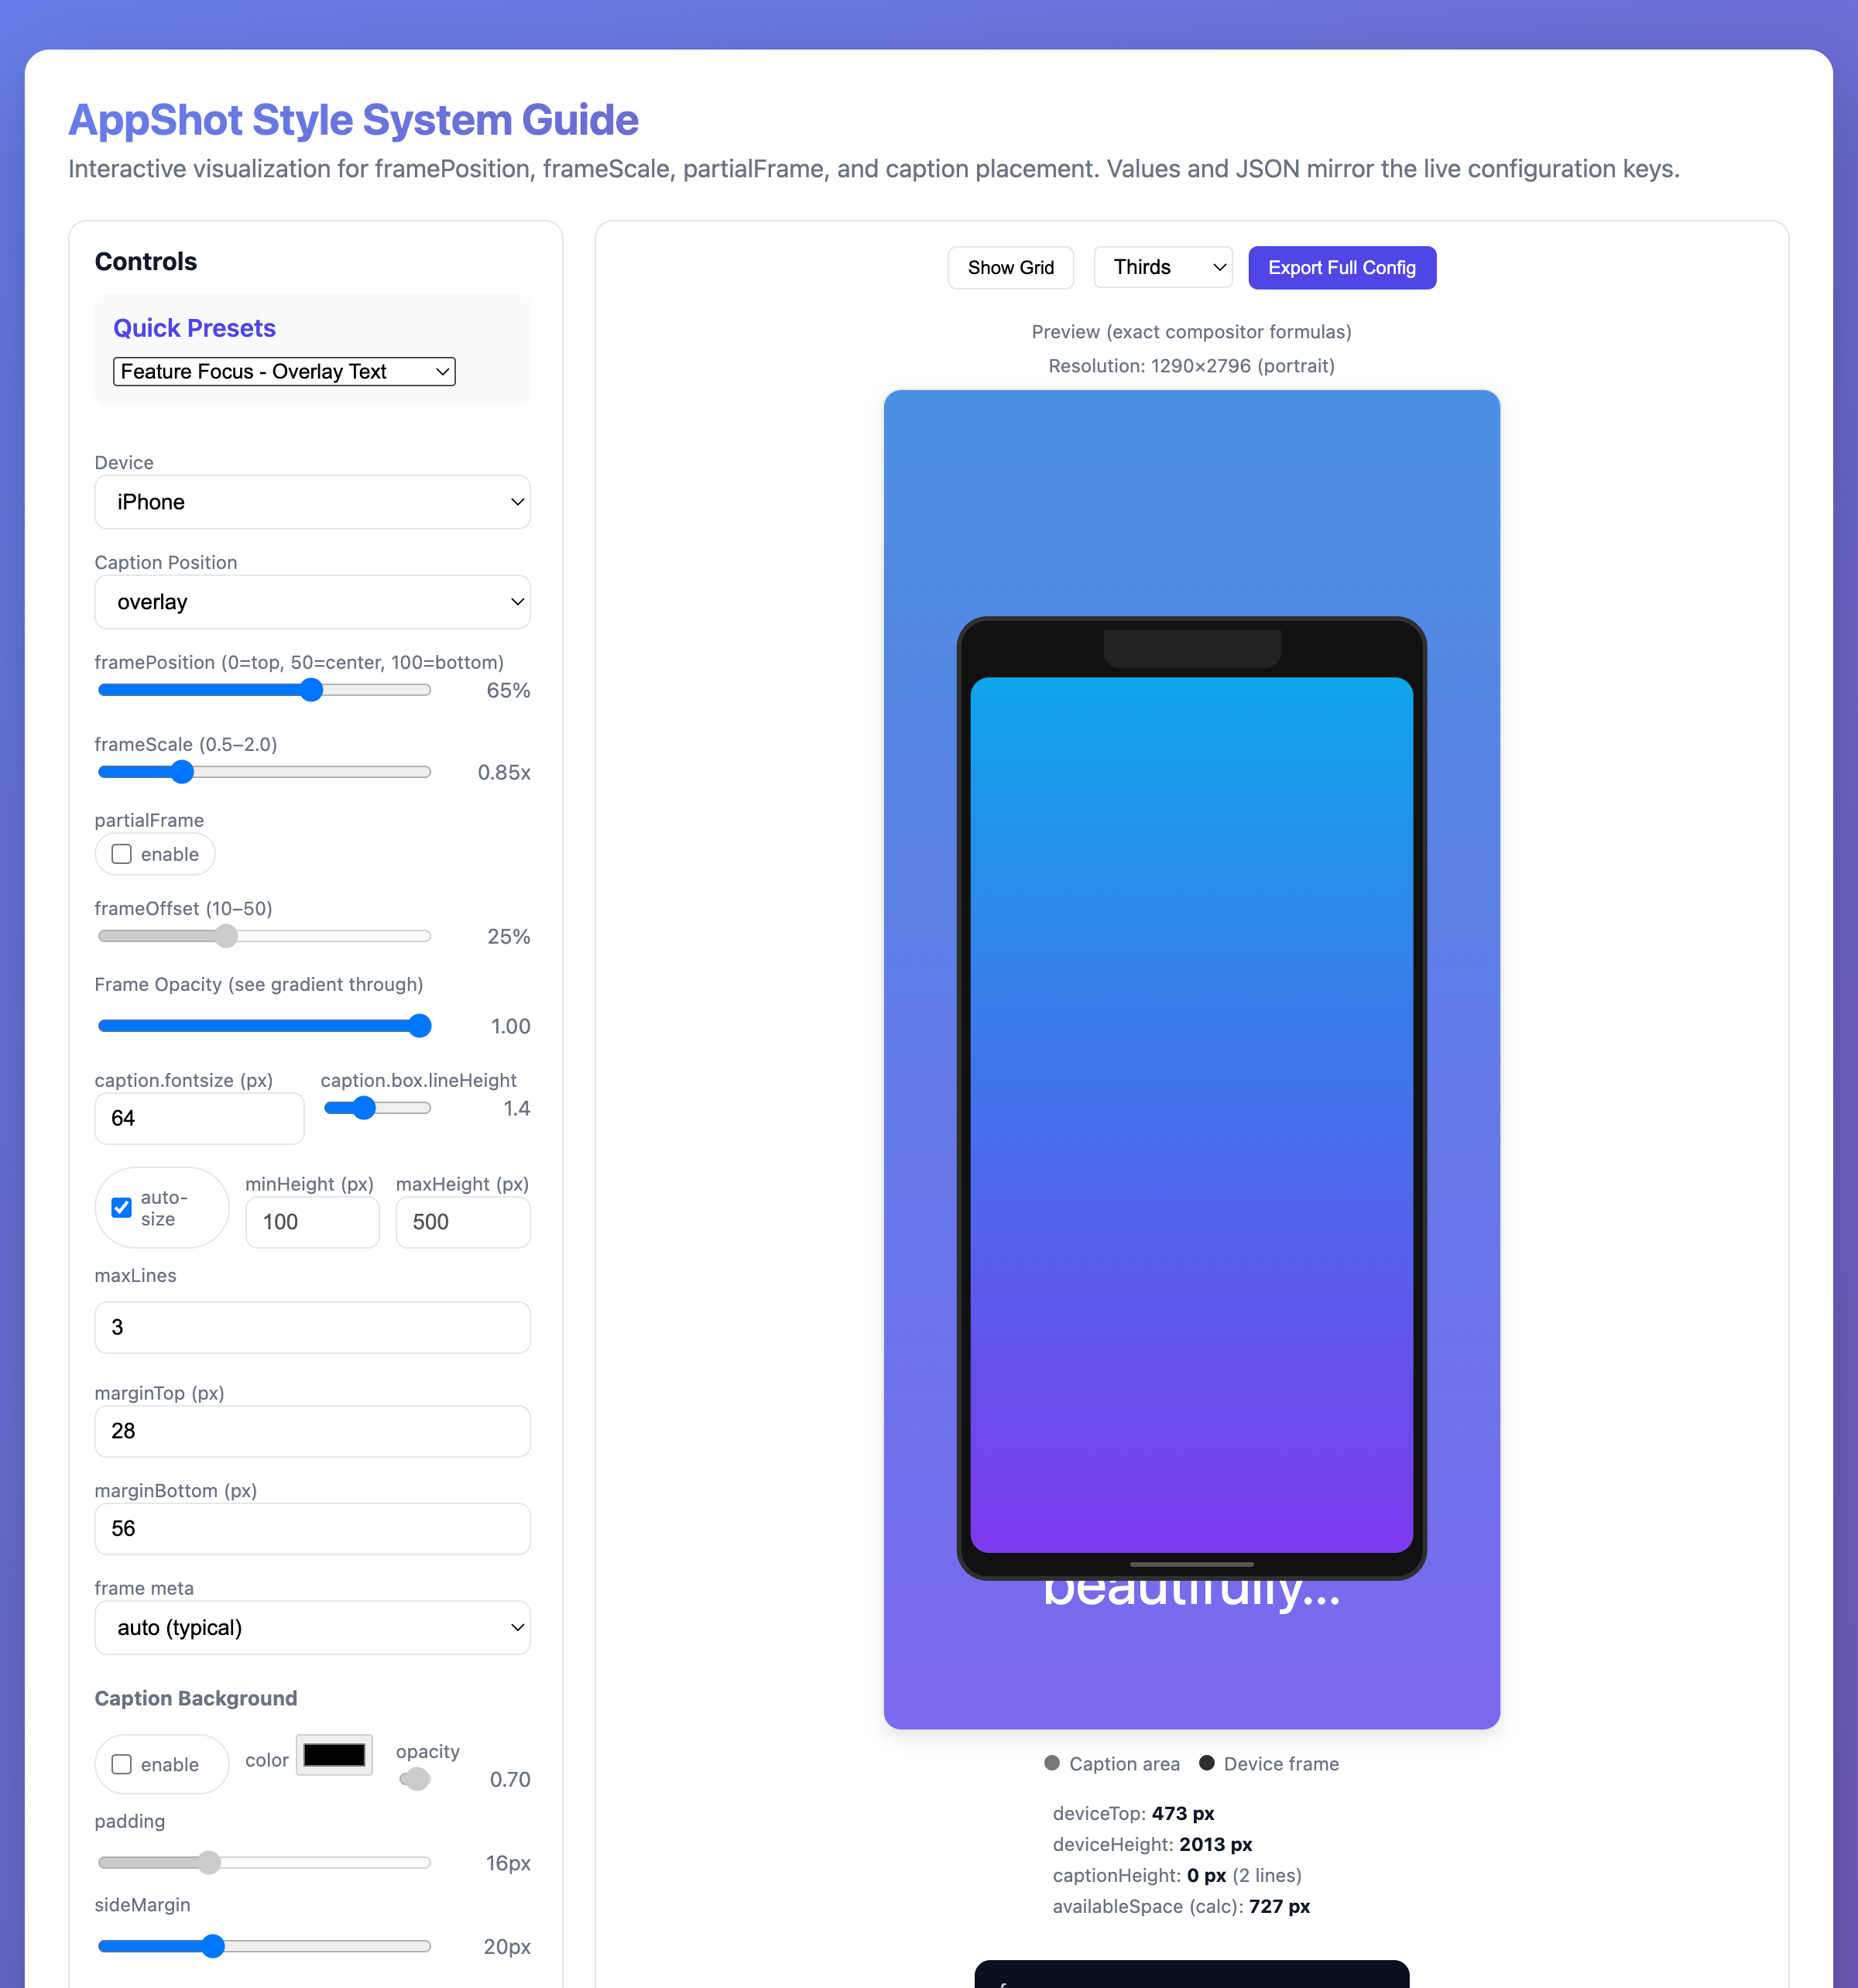 AppShot Style System Guide
Interactive visualization for framePosition, frameScale, partialFrame, and caption placement. Values and JSON mirror the live configuration keys.
Controls
Quick Presets
Feature Focus - Overlay Text
Device
iPhone
Caption Position
overlay
framePosition (0=top, 50=center, 100=bottom)
65%
frameScale (0.5–2.0)
0.85x
partialFrame
enable
frameOffset (10–50)
25%
Frame Opacity (see gradient through)
1.00
caption.fontsize (px)
caption.box.lineHeight
64
1.4
auto-
size
minHeight (px)
maxHeight (px)
100
500
maxLines
3
marginTop (px)
28
marginBottom (px)
56
frame meta
auto (typical)
Caption Background
enable
color
opacity
0.70
padding
16px
sideMargin
20px
Show Grid
Thirds
Export Full Config
Preview (exact compositor formulas)
Resolution: 1290×2796 (portrait)
beautifully...
Caption area
Device frame
deviceTop: 473 px
deviceHeight: 2013 px
captionHeight: 0 px (2 lines)
availableSpace (calc): 727 px